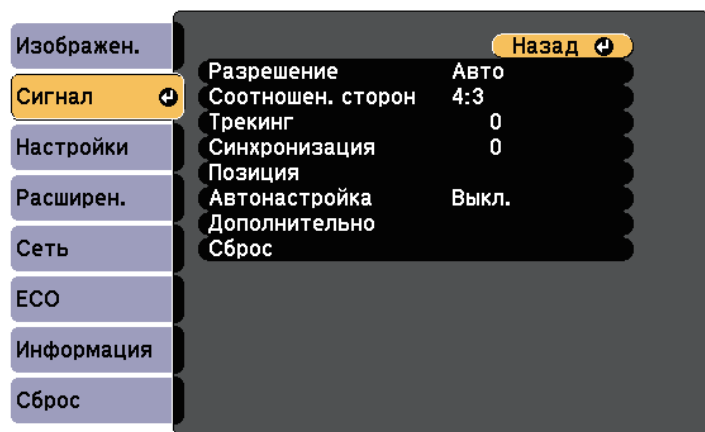 Изображен.
Сигнал
Настройки
Расширен.
Сеть
ECO
Информация
Сброс
Назад
Разрешение Авто
Соотношен. сторон 4:3
Трекинг 0
Синхронизация 0
Позиция
Автонастройка Выкл.
Дополнительно
Сброс